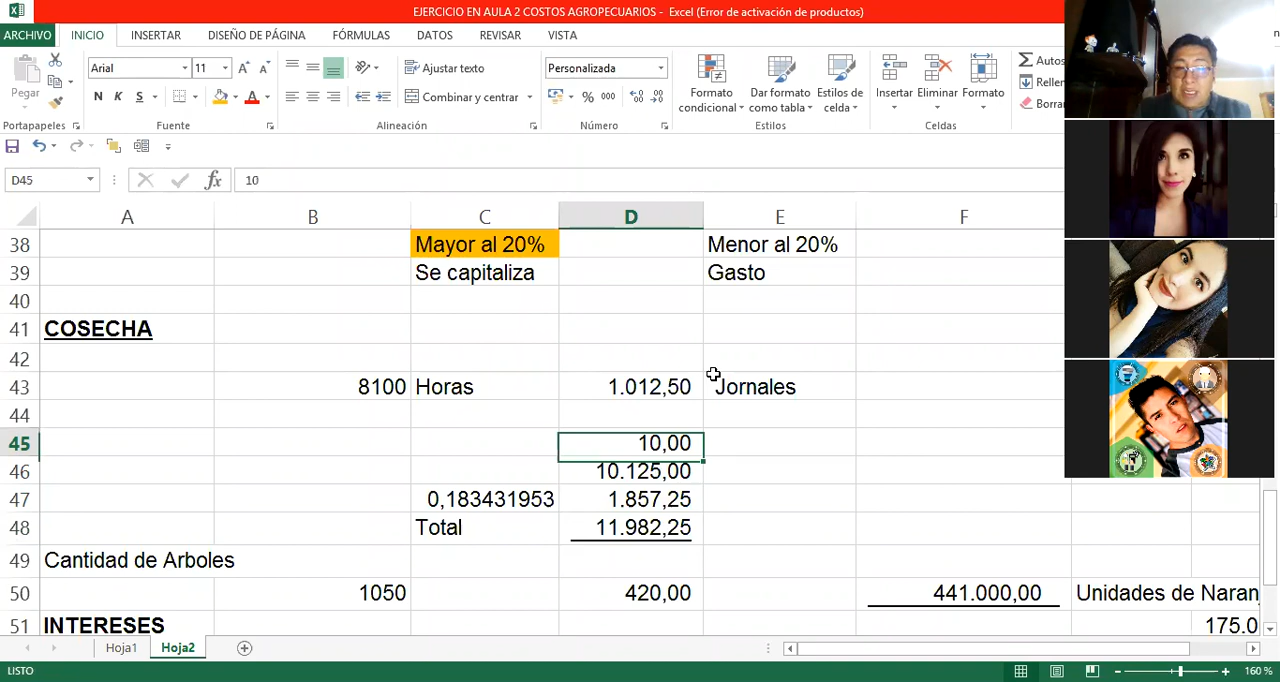 EJERCICIO EN AULA 2 COSTOS AGROPECUARIOS - Excel (Error de activación de productos)
ARCHIVO INICIO INSERTAR DISEÑO DE PÁGINA FÓRMULAS DATOS REVISAR VISTA
Pegar
Arial 11
N K S
Ajustar texto
Combinar y centrar
Personalizada
% 000
Formato condicional
Dar formato como tabla
Estilos de celda
Insertar Eliminar Formato
Autos
Rellen
Borra
Portapapeles Fuente Alineación Número Estilos Celdas
D45 fx 10
A B C D E F
38 Mayor al 20% Menor al 20%
39 Se capitaliza Gasto
40
41 COSECHA
42
43 8100 Horas 1.012,50 Jornales
44
45 10,00
46 10.125,00
47 0,183431953 1.857,25
48 Total 11.982,25
49 Cantidad de Arboles
50 1050 420,00 441.000,00 Unidades de Naran
51 INTERESES 175.0
Hoja1 Hoja2
LISTO 160 %